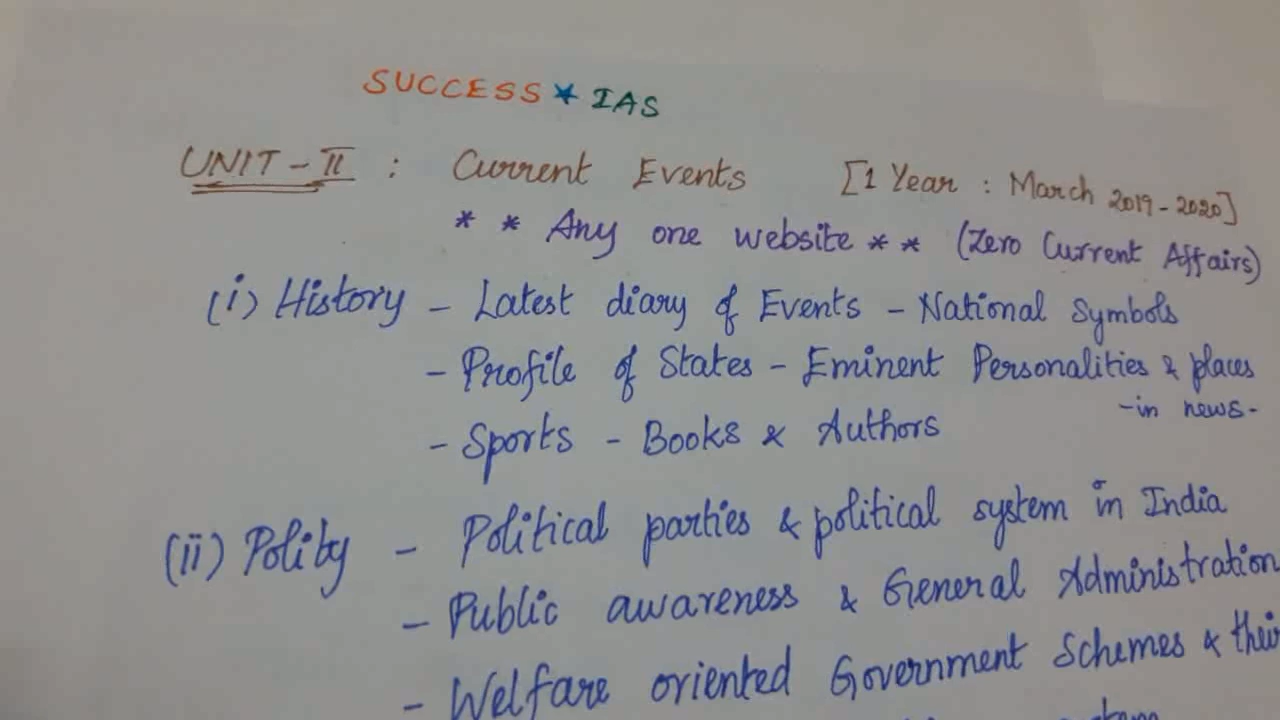 SUCCESS * IAS
UNIT - II : Current Events [1 Year : March 2019 - 2020]
* * Any one website * * (Zero Current Affairs)
(i) History - Latest diary of Events - National Symbols
- Profile of States - Eminent Personalities & places
- in news -
- Sports - Books & Authors
(ii) Polity - Political parties & political system in India
- Public awareness & General Administration
- Welfare oriented Government Schemes & their